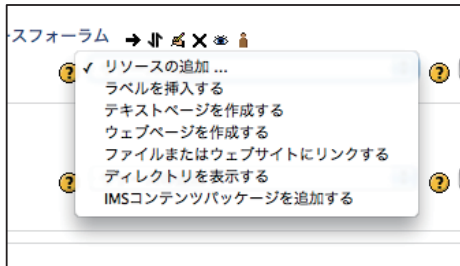 スフォーラム
リソースの追加 ...
ラベルを挿入する
テキストページを作成する
ウェブページを作成する
ファイルまたはウェブサイトにリンクする
ディレクトリを表示する
IMSコンテンツパッケージを追加する